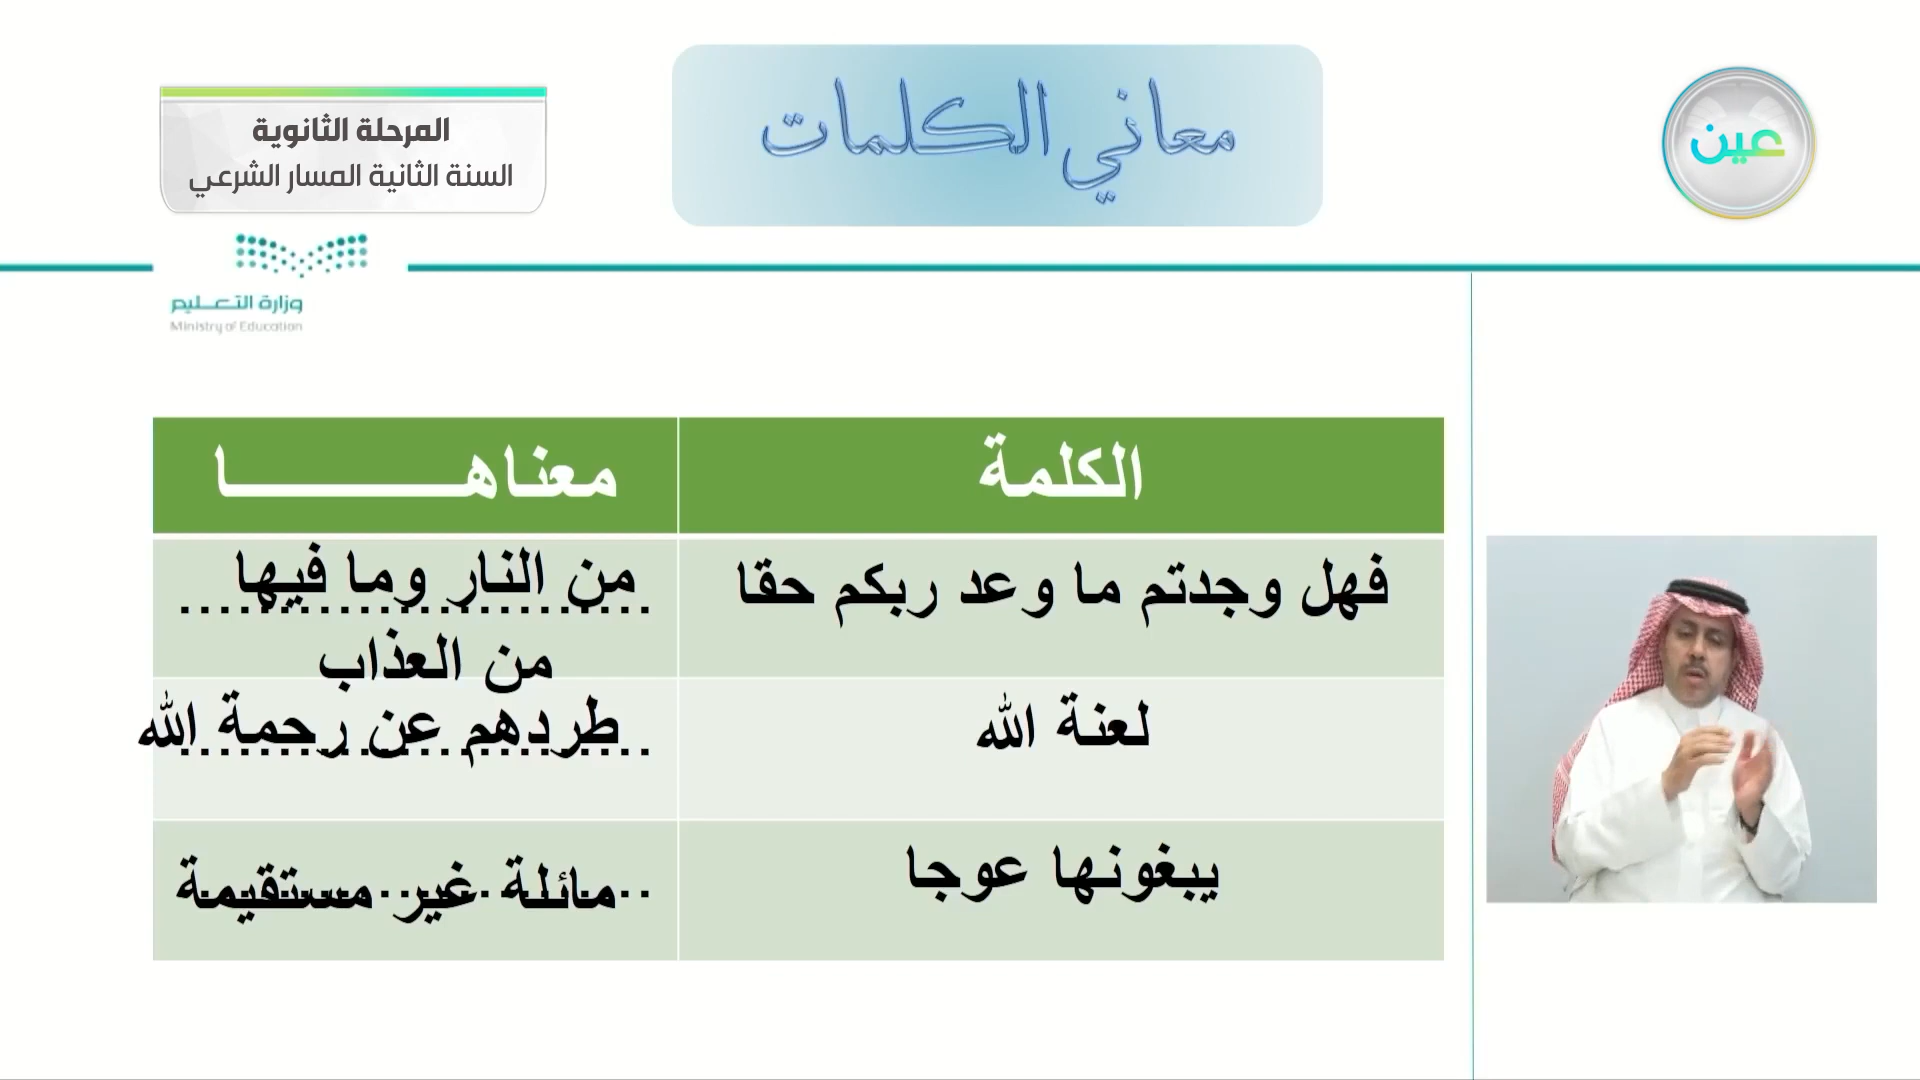 عين
معاني الكلمات
المرحلة الثانوية
السنة الثانية المسار الشرعي
وزارة التعـــليم
Ministry of Education
الكلمة
معناهـــــــــــا
فهل وجدتم ما وعد ربكم حقا
من النار وما فيها
........................
من العذاب
لعنة الله
طردهم عن رحمة الله
........................
يبغونها عوجا
مائلة غير مستقيمة
........................